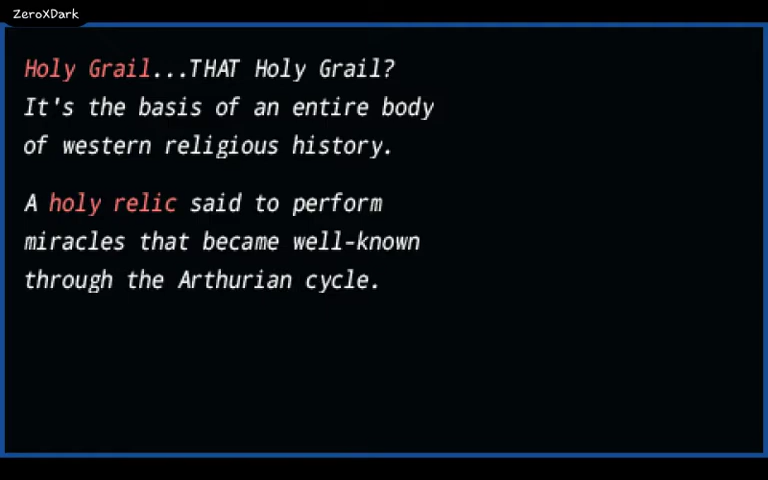 ZeroXDark
Holy Grail...THAT Holy Grail?
It's the basis of an entire body
of western religious history.
A holy relic said to perform
miracles that became well-known
through the Arthurian cycle.